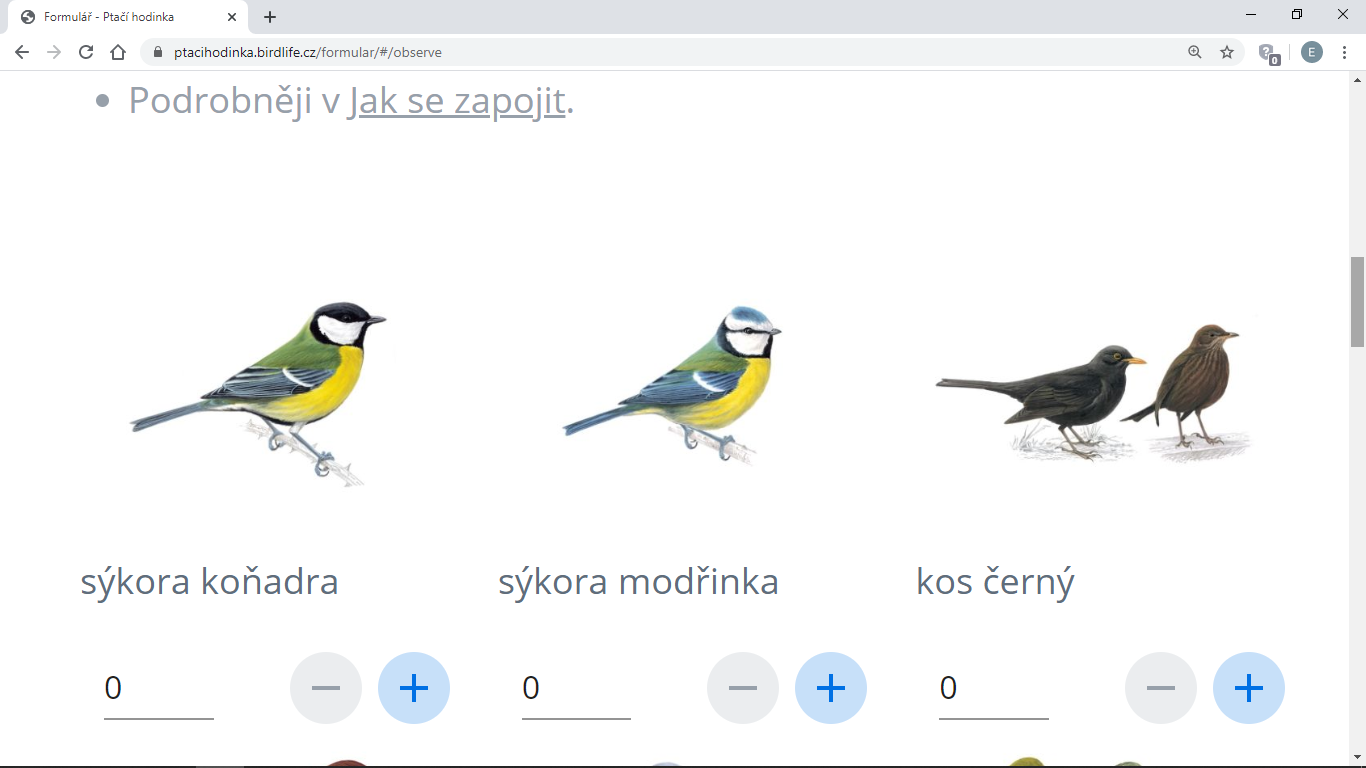 Formulář - Ptačí hodinka
ptacihodinka.birdlife.cz/formular/#/observe
0
E
Podrobněji v Jak se zapojit.
sýkora koňadra
sýkora modřinka
kos černý
0
0
0